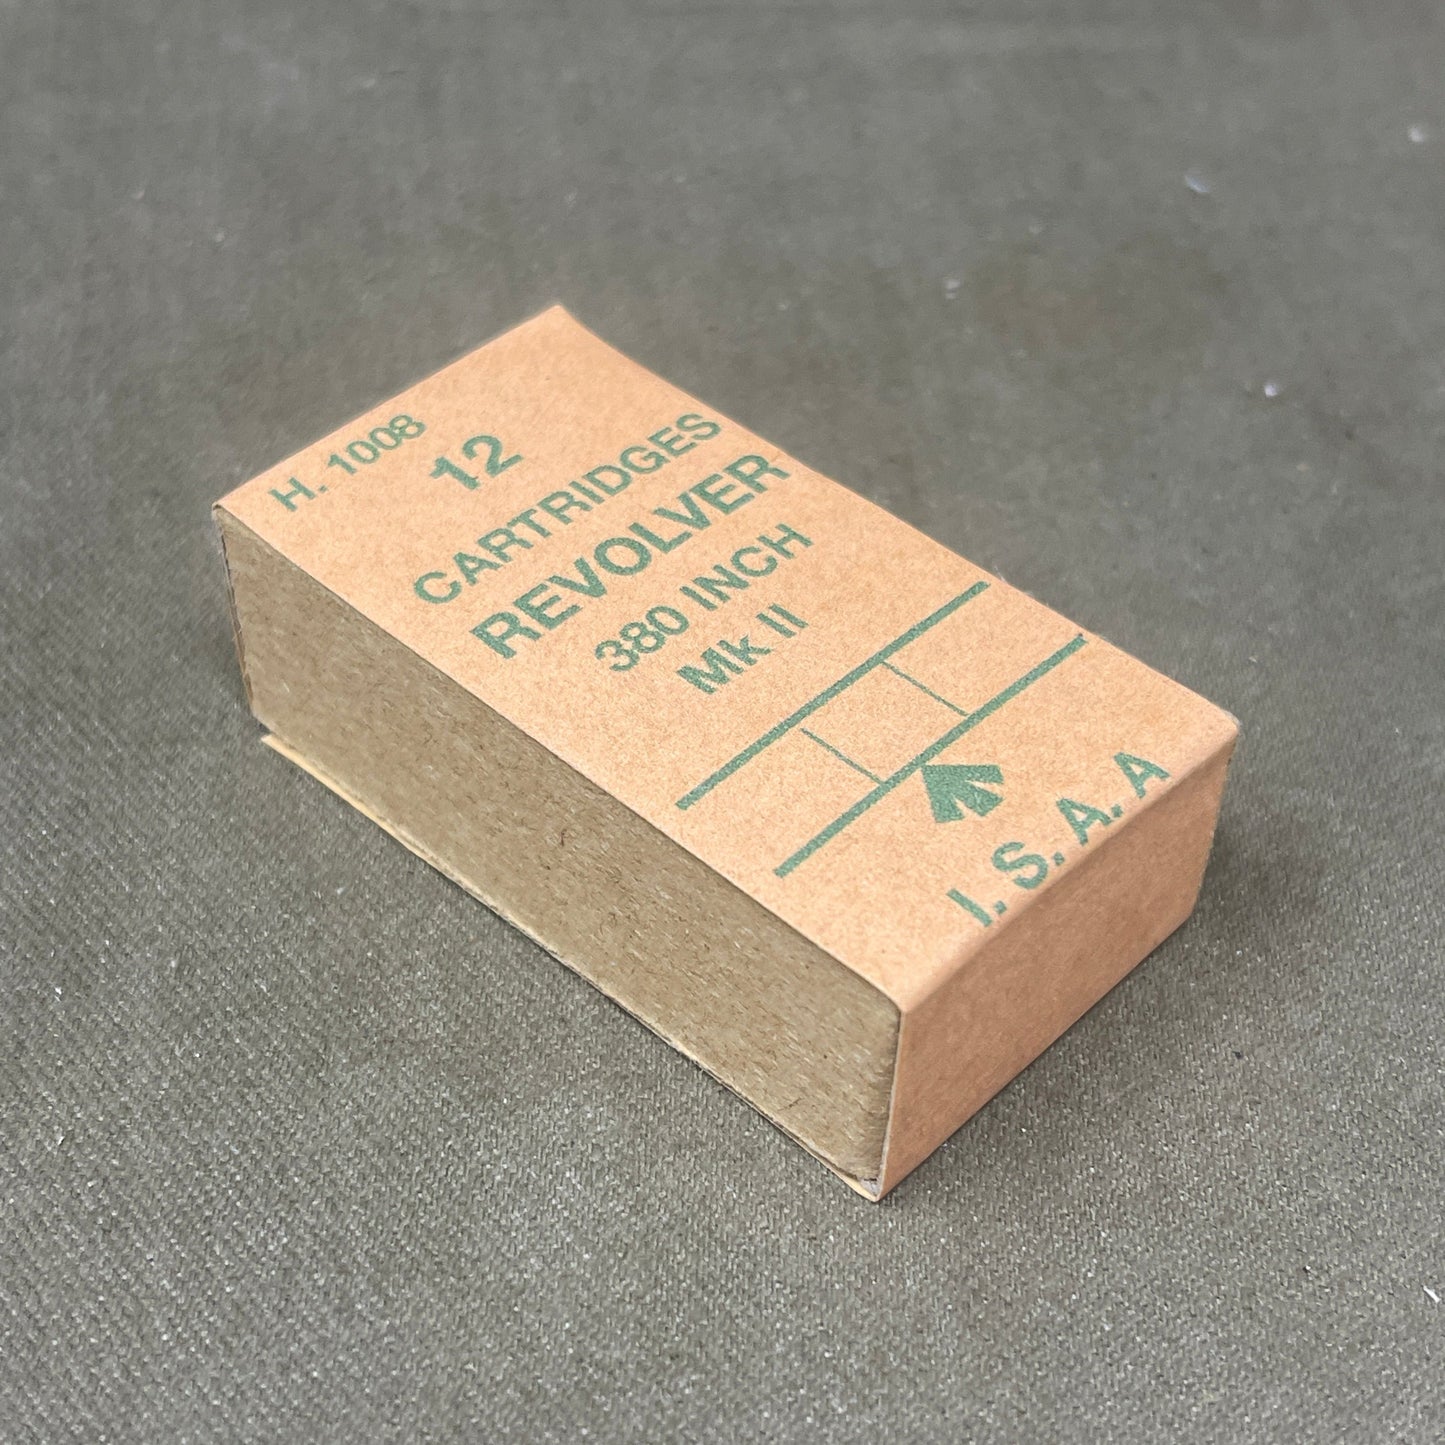 H. 1008
12
CARTRIDGES
REVOLVER
380 INCH
Mk II
I. S. A. A